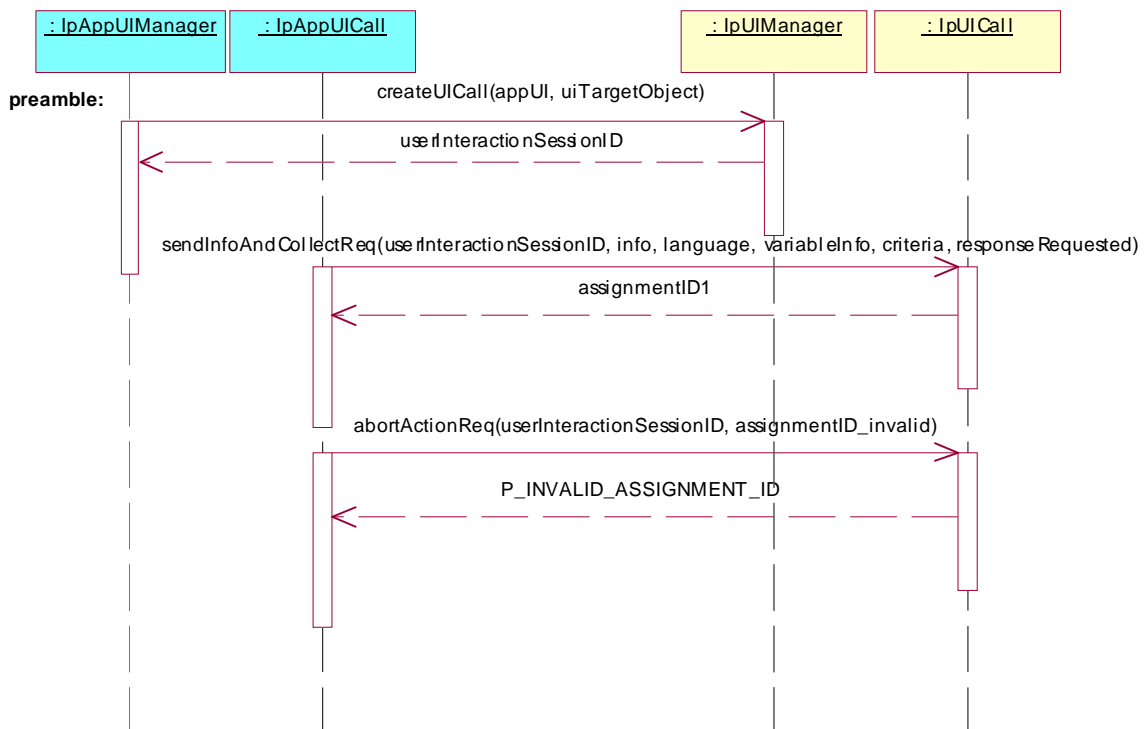 : IpAppUIManager
: IpAppUICall
: IpUIManager
: IpUICall
preamble:
createUICall(appUI, uiTargetObject)
userInteractionSessionID
sendInfoAndCollectReq(userInteractionSessionID, info, language, variableInfo, criteria, responseRequested)
assignmentID1
abortActionReq(userInteractionSessionID, assignmentID_invalid)
P_INVALID_ASSIGNMENT_ID